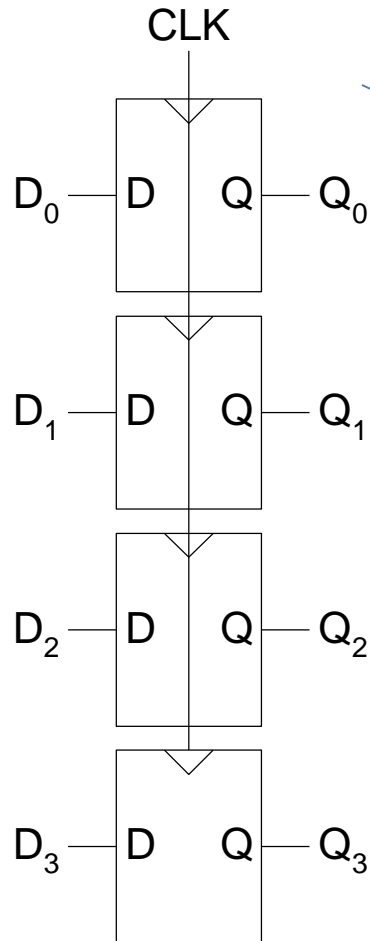 CLK
D₀ D Q Q₀
D₁ D Q Q₁
D₂ D Q Q₂
D₃ D Q Q₃